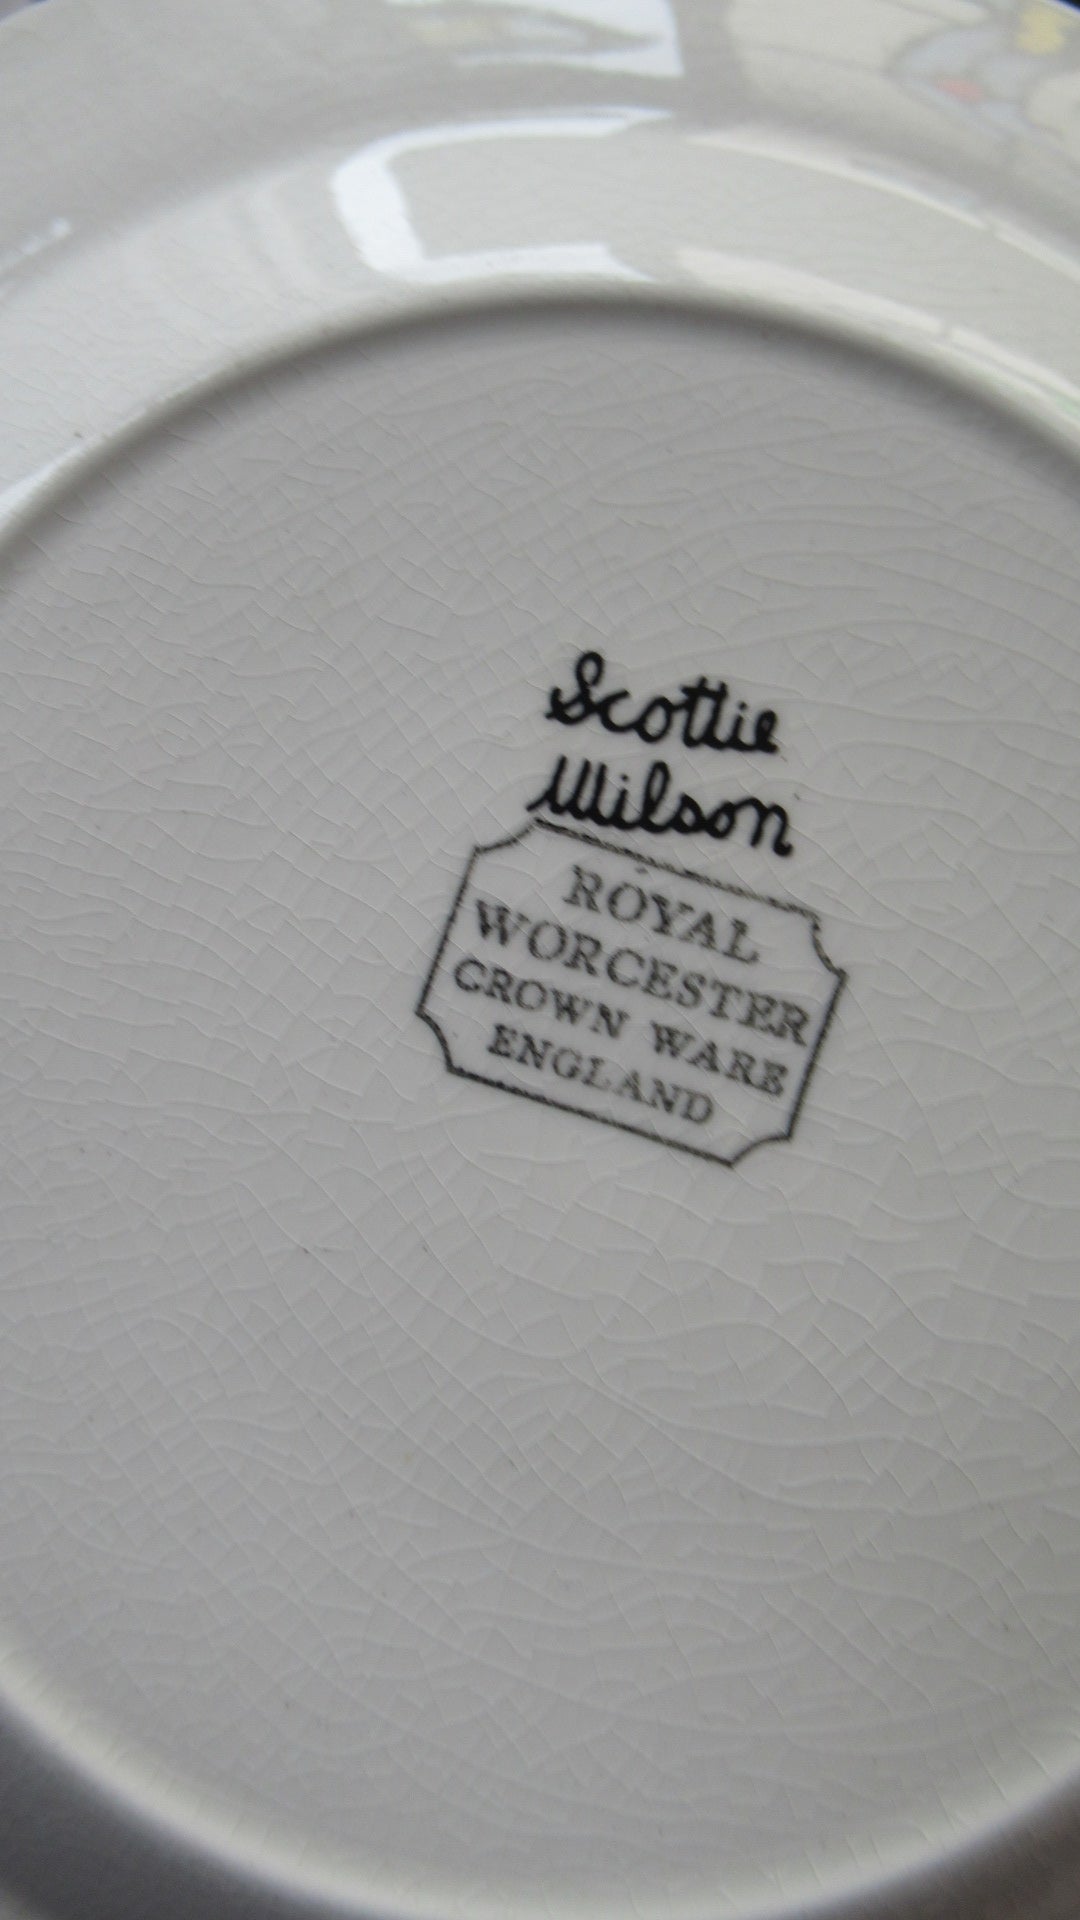 Scottie
Wilson
ROYAL
WORCESTER
CROWN WARE
ENGLAND